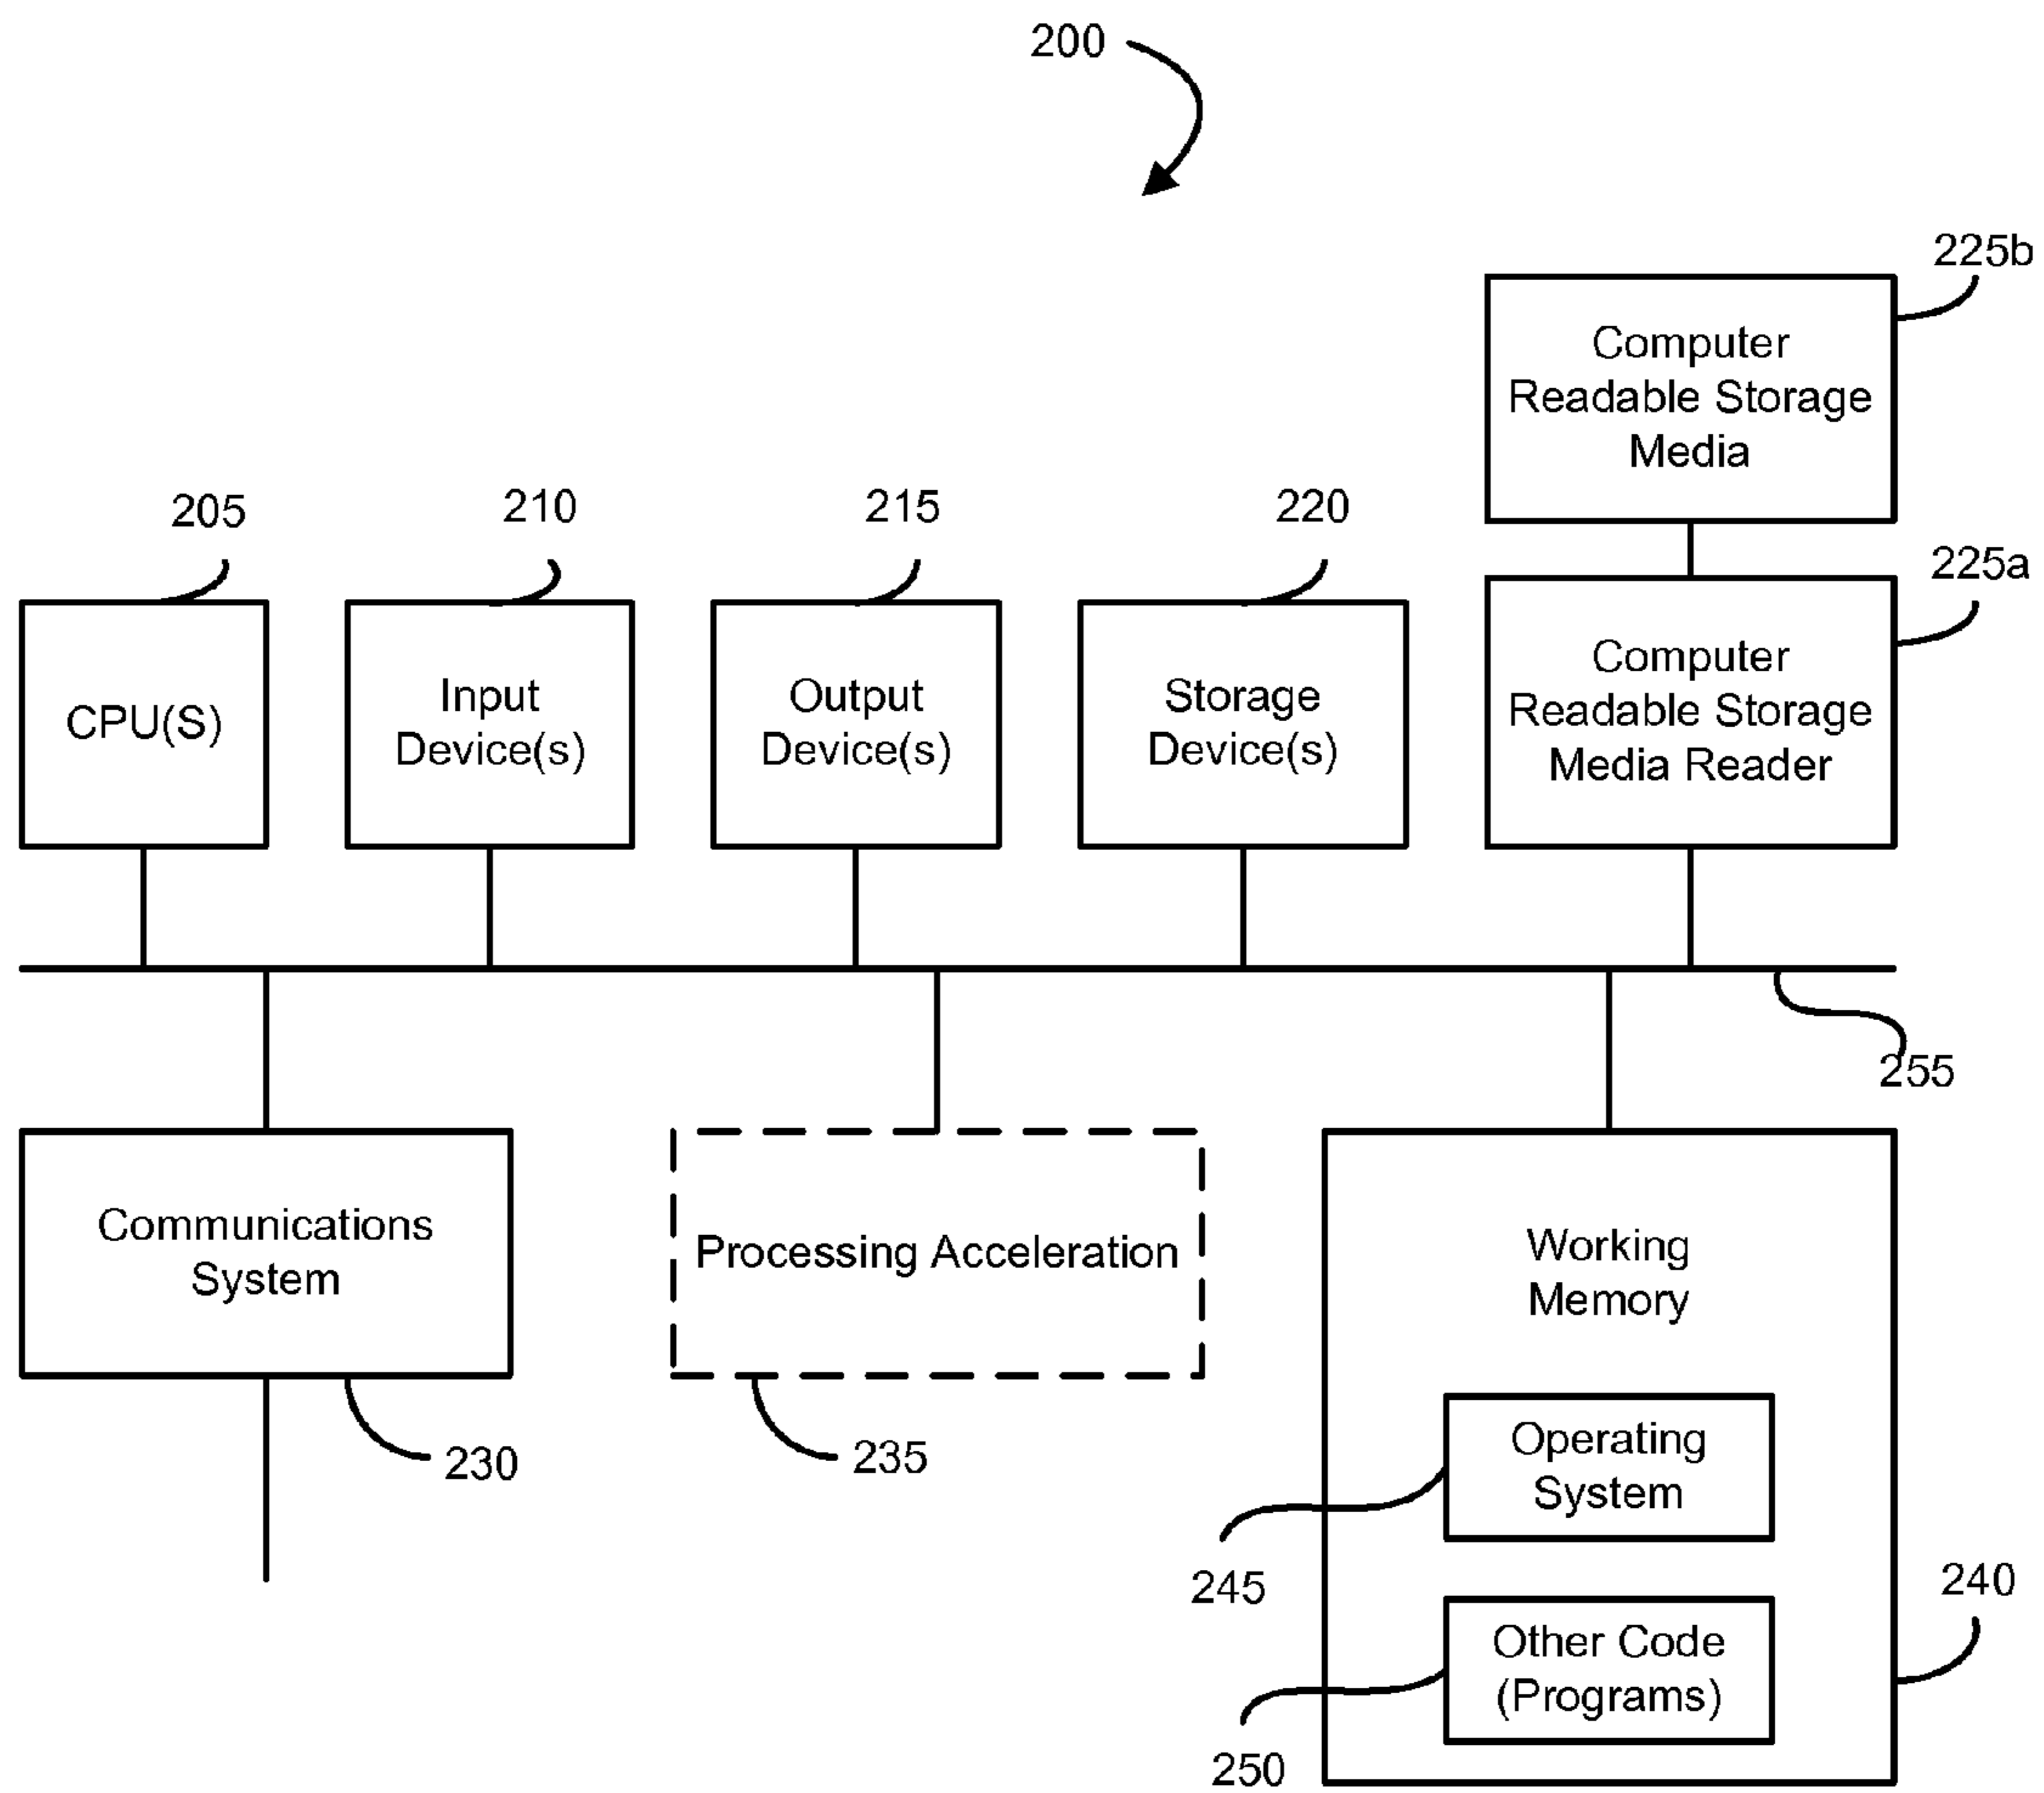 200
225b
Computer
Readable Storage
Media
205
210
215
220
225a
CPU(S)
Input
Device(s)
Output
Device(s)
Storage
Device(s)
Computer
Readable Storage
Media Reader
255
Communications
System
Processing Acceleration
Working
Memory
230
235
Operating
System
245
240
Other Code
(Programs)
250